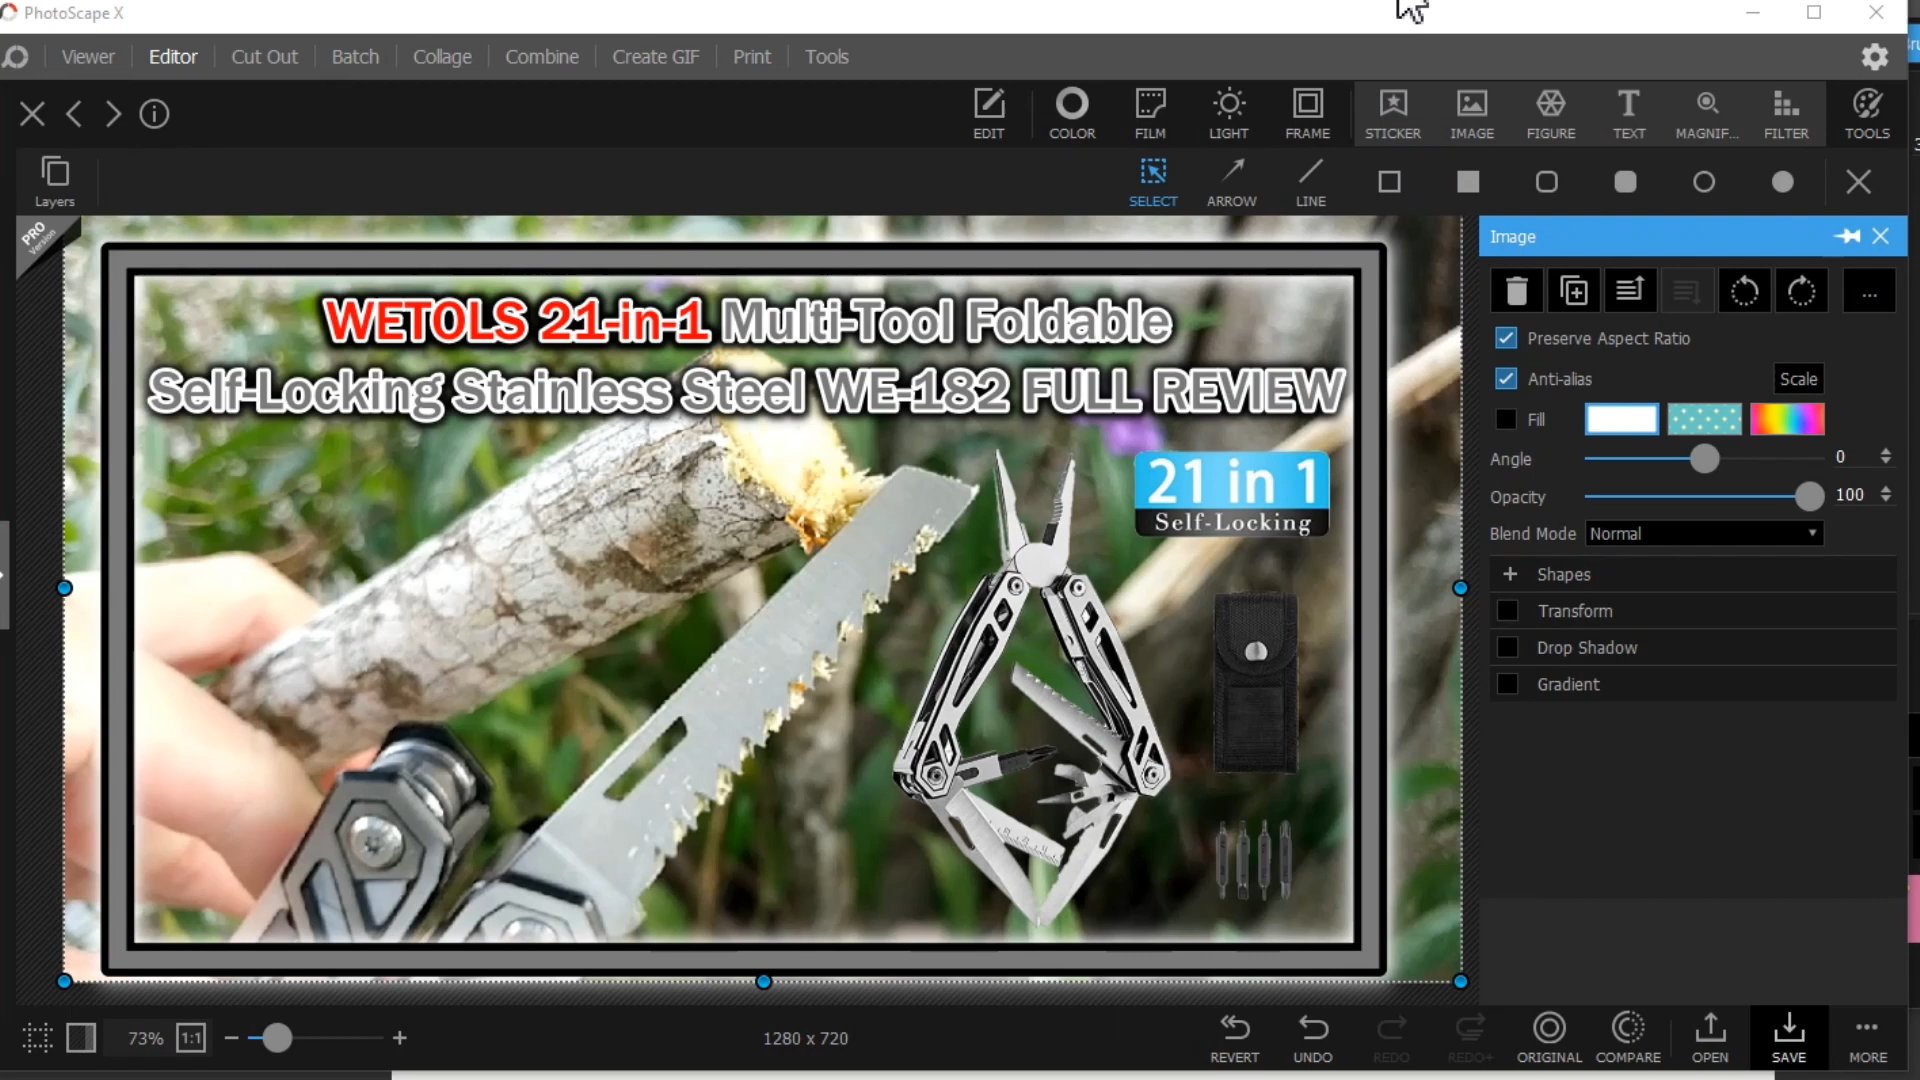 PhotoScape X
Viewer Editor Cut Out Batch Collage Combine Create GIF Print Tools
EDIT COLOR FILM LIGHT FRAME STICKER IMAGE FIGURE TEXT MAGNIF... FILTER TOOLS
Layers SELECT ARROW LINE
PRO
Version
Image
...
Preserve Aspect Ratio
Anti-alias Scale
Fill
Angle 0
Opacity 100
Blend Mode Normal
Shapes
Transform
Drop Shadow
Gradient
WETOLS 21-in-1 Multi-Tool Foldable
Self-Locking Stainless Steel WE-182 FULL REVIEW
21 in 1
Self-Locking
73% 1:1 1280 x 720
REVERT UNDO REDO REDO+ ORIGINAL COMPARE OPEN SAVE MORE